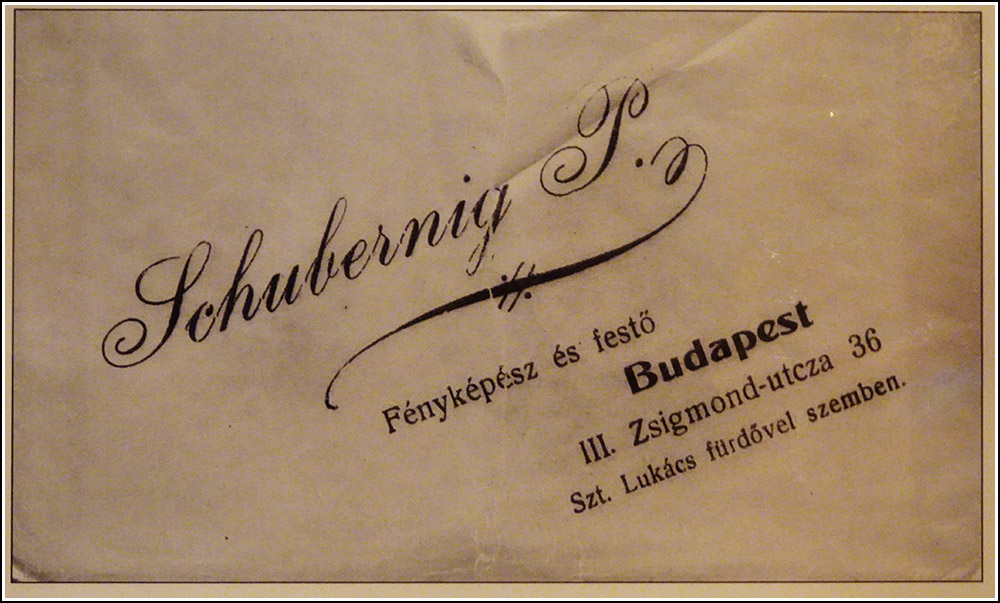 Schubernig P.
Fényképész és festő
Budapest
III. Zsigmond-utcza 36
Szt. Lukács fürdővel szemben.